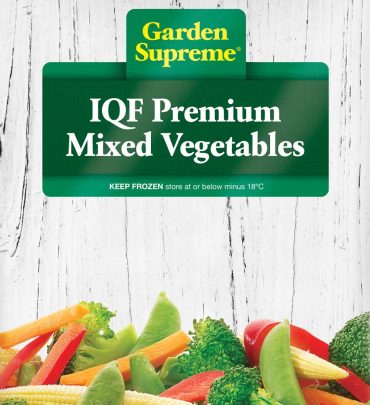 Garden
Supreme®
IQF Premium
Mixed Vegetables
KEEP FROZEN store at or below minus 18°C